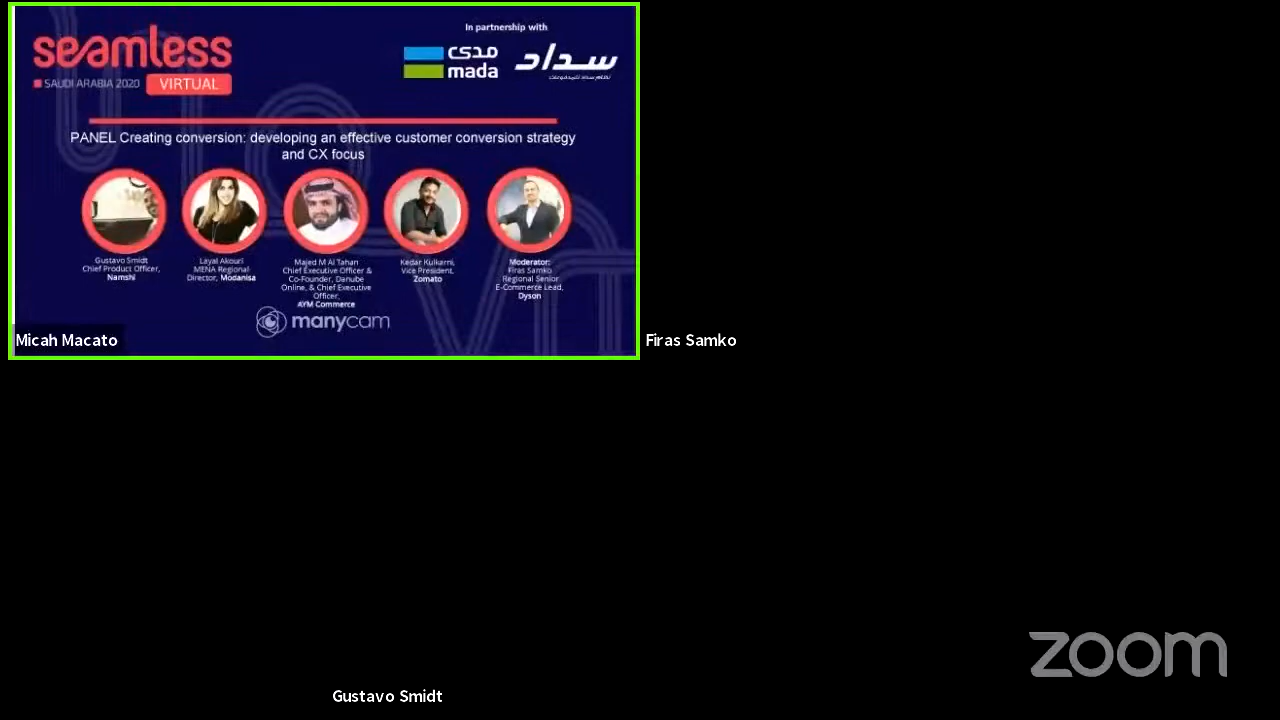 seamless
SAUDI ARABIA 2020 VIRTUAL
In partnership with
مدى
mada
سداد
PANEL Creating conversion: developing an effective customer conversion strategy
and CX focus
Gustavo Smidt
Chief Product Officer,
Namshi
Layal Akouri
MENA Regional
Director, Modanisa
Majed M Al Tahan
Chief Executive Officer &
Co-Founder, Danube
Online, & Chief Executive
Officer,
AYM Commerce
Kedar Kulkarni,
Vice President,
Zomato
Moderator:
Firas Samko
Regional Senior
E-Commerce Lead,
Dyson
manycam
Micah Macato
Firas Samko
Gustavo Smidt
zoom